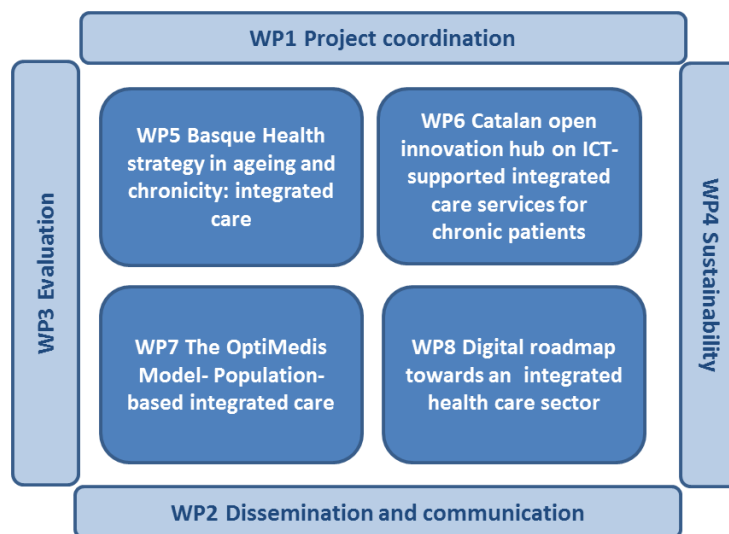 WP1 Project coordination
WP3 Evaluation
WP5 Basque Health
strategy in ageing and
chronicity: integrated
care
WP6 Catalan open
innovation hub on ICT-
supported integrated
care services for
chronic patients
WP4 Sustainability
WP7 The OptiMedis
Model- Population-
based integrated care
WP8 Digital roadmap
towards an integrated
health care sector
WP2 Dissemination and communication